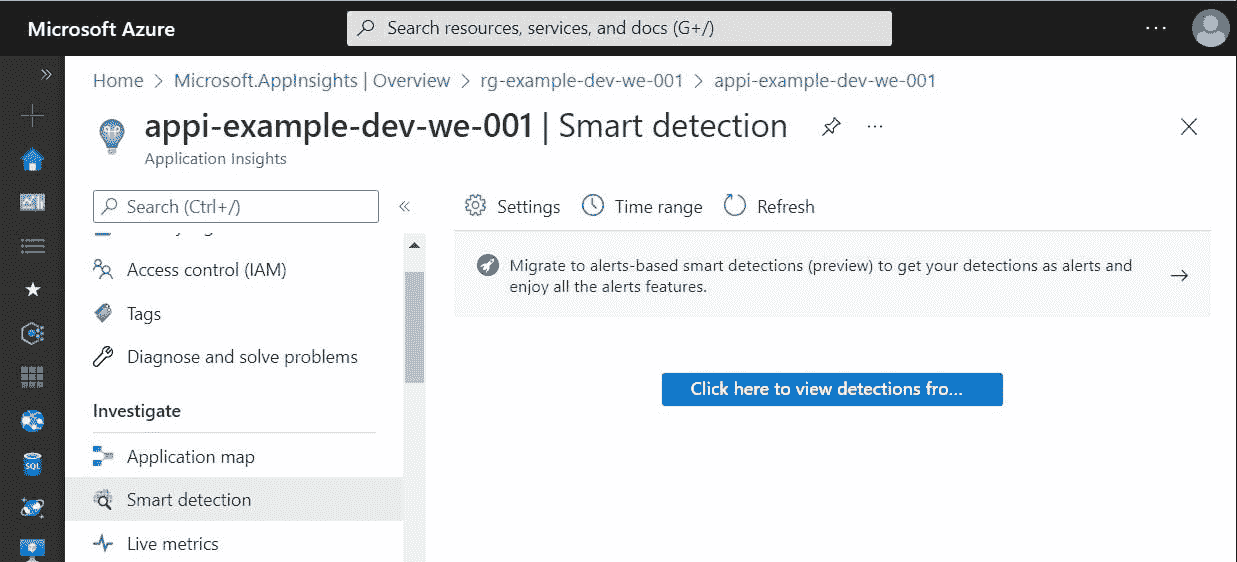 Microsoft Azure
Search resources, services, and docs (G+/)
...
Home > Microsoft.AppInsights | Overview > rg-example-dev-we-001 > appi-example-dev-we-001
appi-example-dev-we-001 | Smart detection
...
Application Insights
Search (Ctrl+/)
«
Settings
Time range
Refresh
Access control (IAM)
Tags
Diagnose and solve problems
Investigate
Application map
Smart detection
Live metrics
Migrate to alerts-based smart detections (preview) to get your detections as alerts and
enjoy all the alerts features.
Click here to view detections fro...
SQL